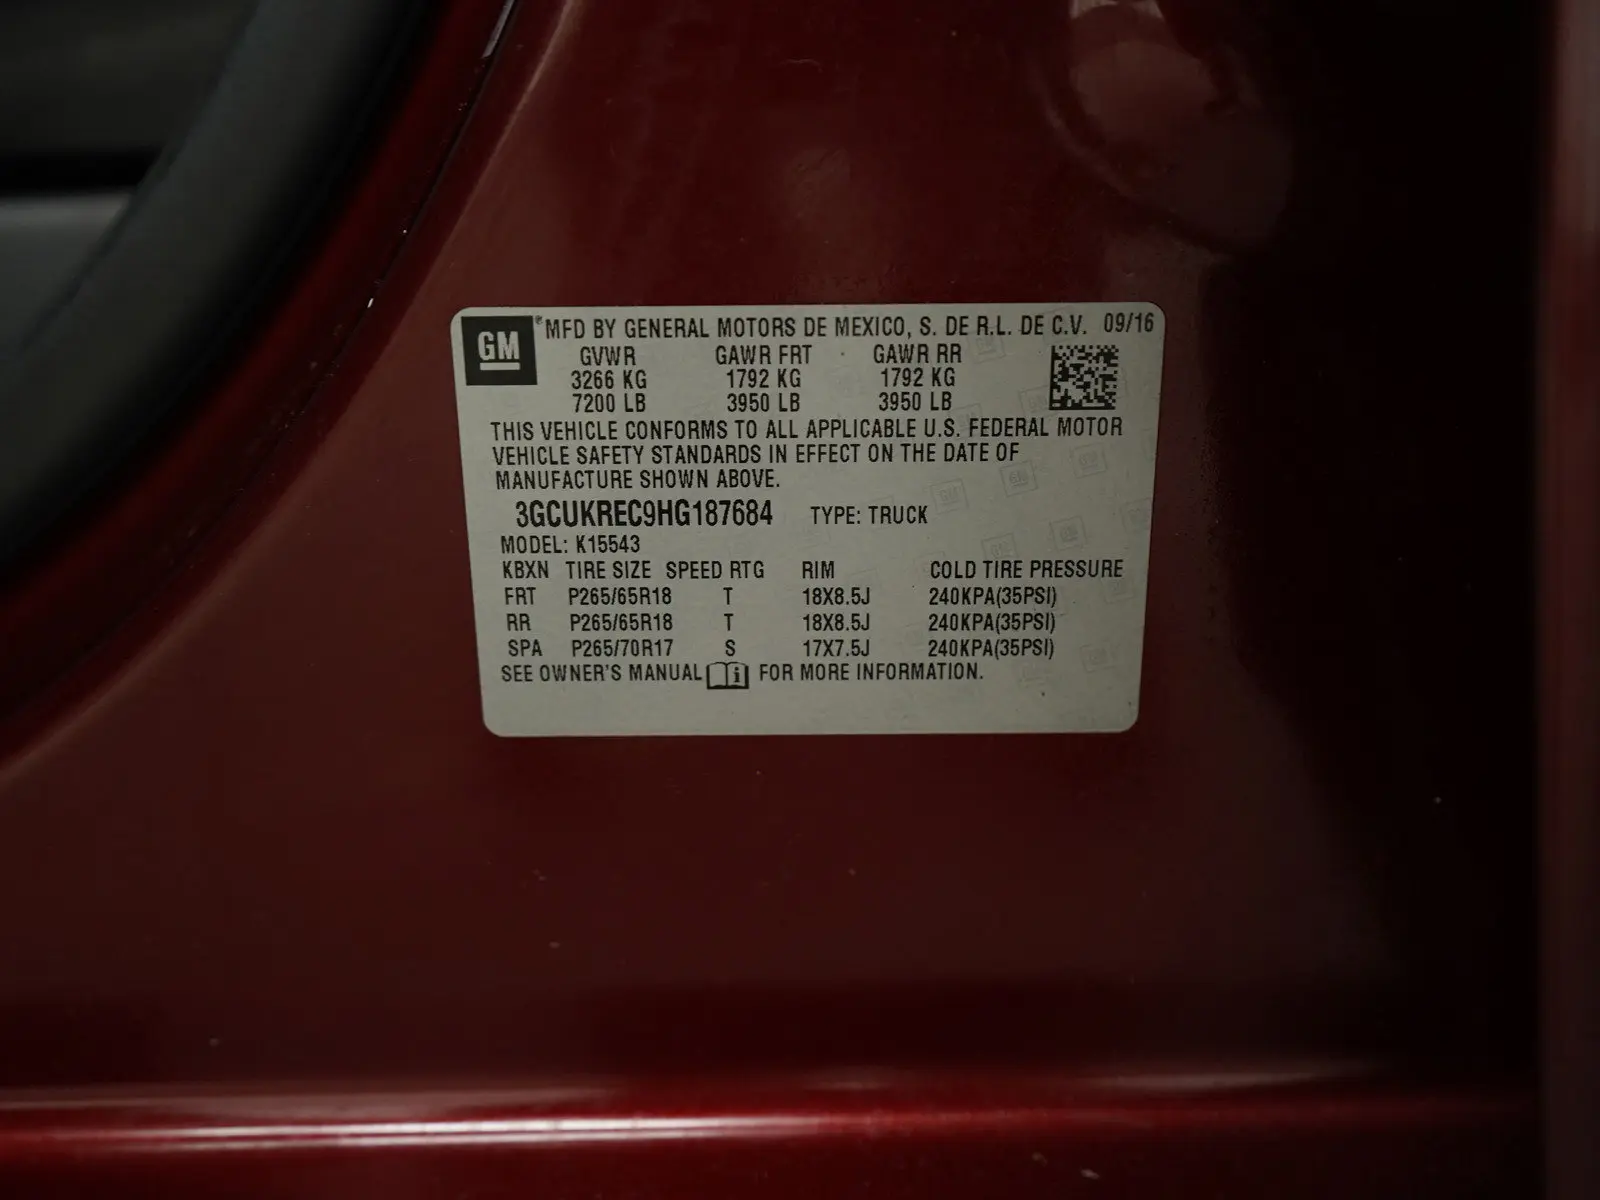 GM ® MFD BY GENERAL MOTORS DE MEXICO, S. DE R.L. DE C.V. 09/16
GVWR GAWR FRT GAWR RR
3266 KG 1792 KG 1792 KG
7200 LB 3950 LB 3950 LB
THIS VEHICLE CONFORMS TO ALL APPLICABLE U.S. FEDERAL MOTOR
VEHICLE SAFETY STANDARDS IN EFFECT ON THE DATE OF
MANUFACTURE SHOWN ABOVE.
3GCUKREC9HG187684 TYPE: TRUCK
MODEL: K15543
KBXN TIRE SIZE SPEED RTG RIM COLD TIRE PRESSURE
FRT P265/65R18 T 18X8.5J 240KPA(35PSI)
RR P265/65R18 T 18X8.5J 240KPA(35PSI)
SPA P265/70R17 S 17X7.5J 240KPA(35PSI)
SEE OWNER'S MANUAL i FOR MORE INFORMATION.